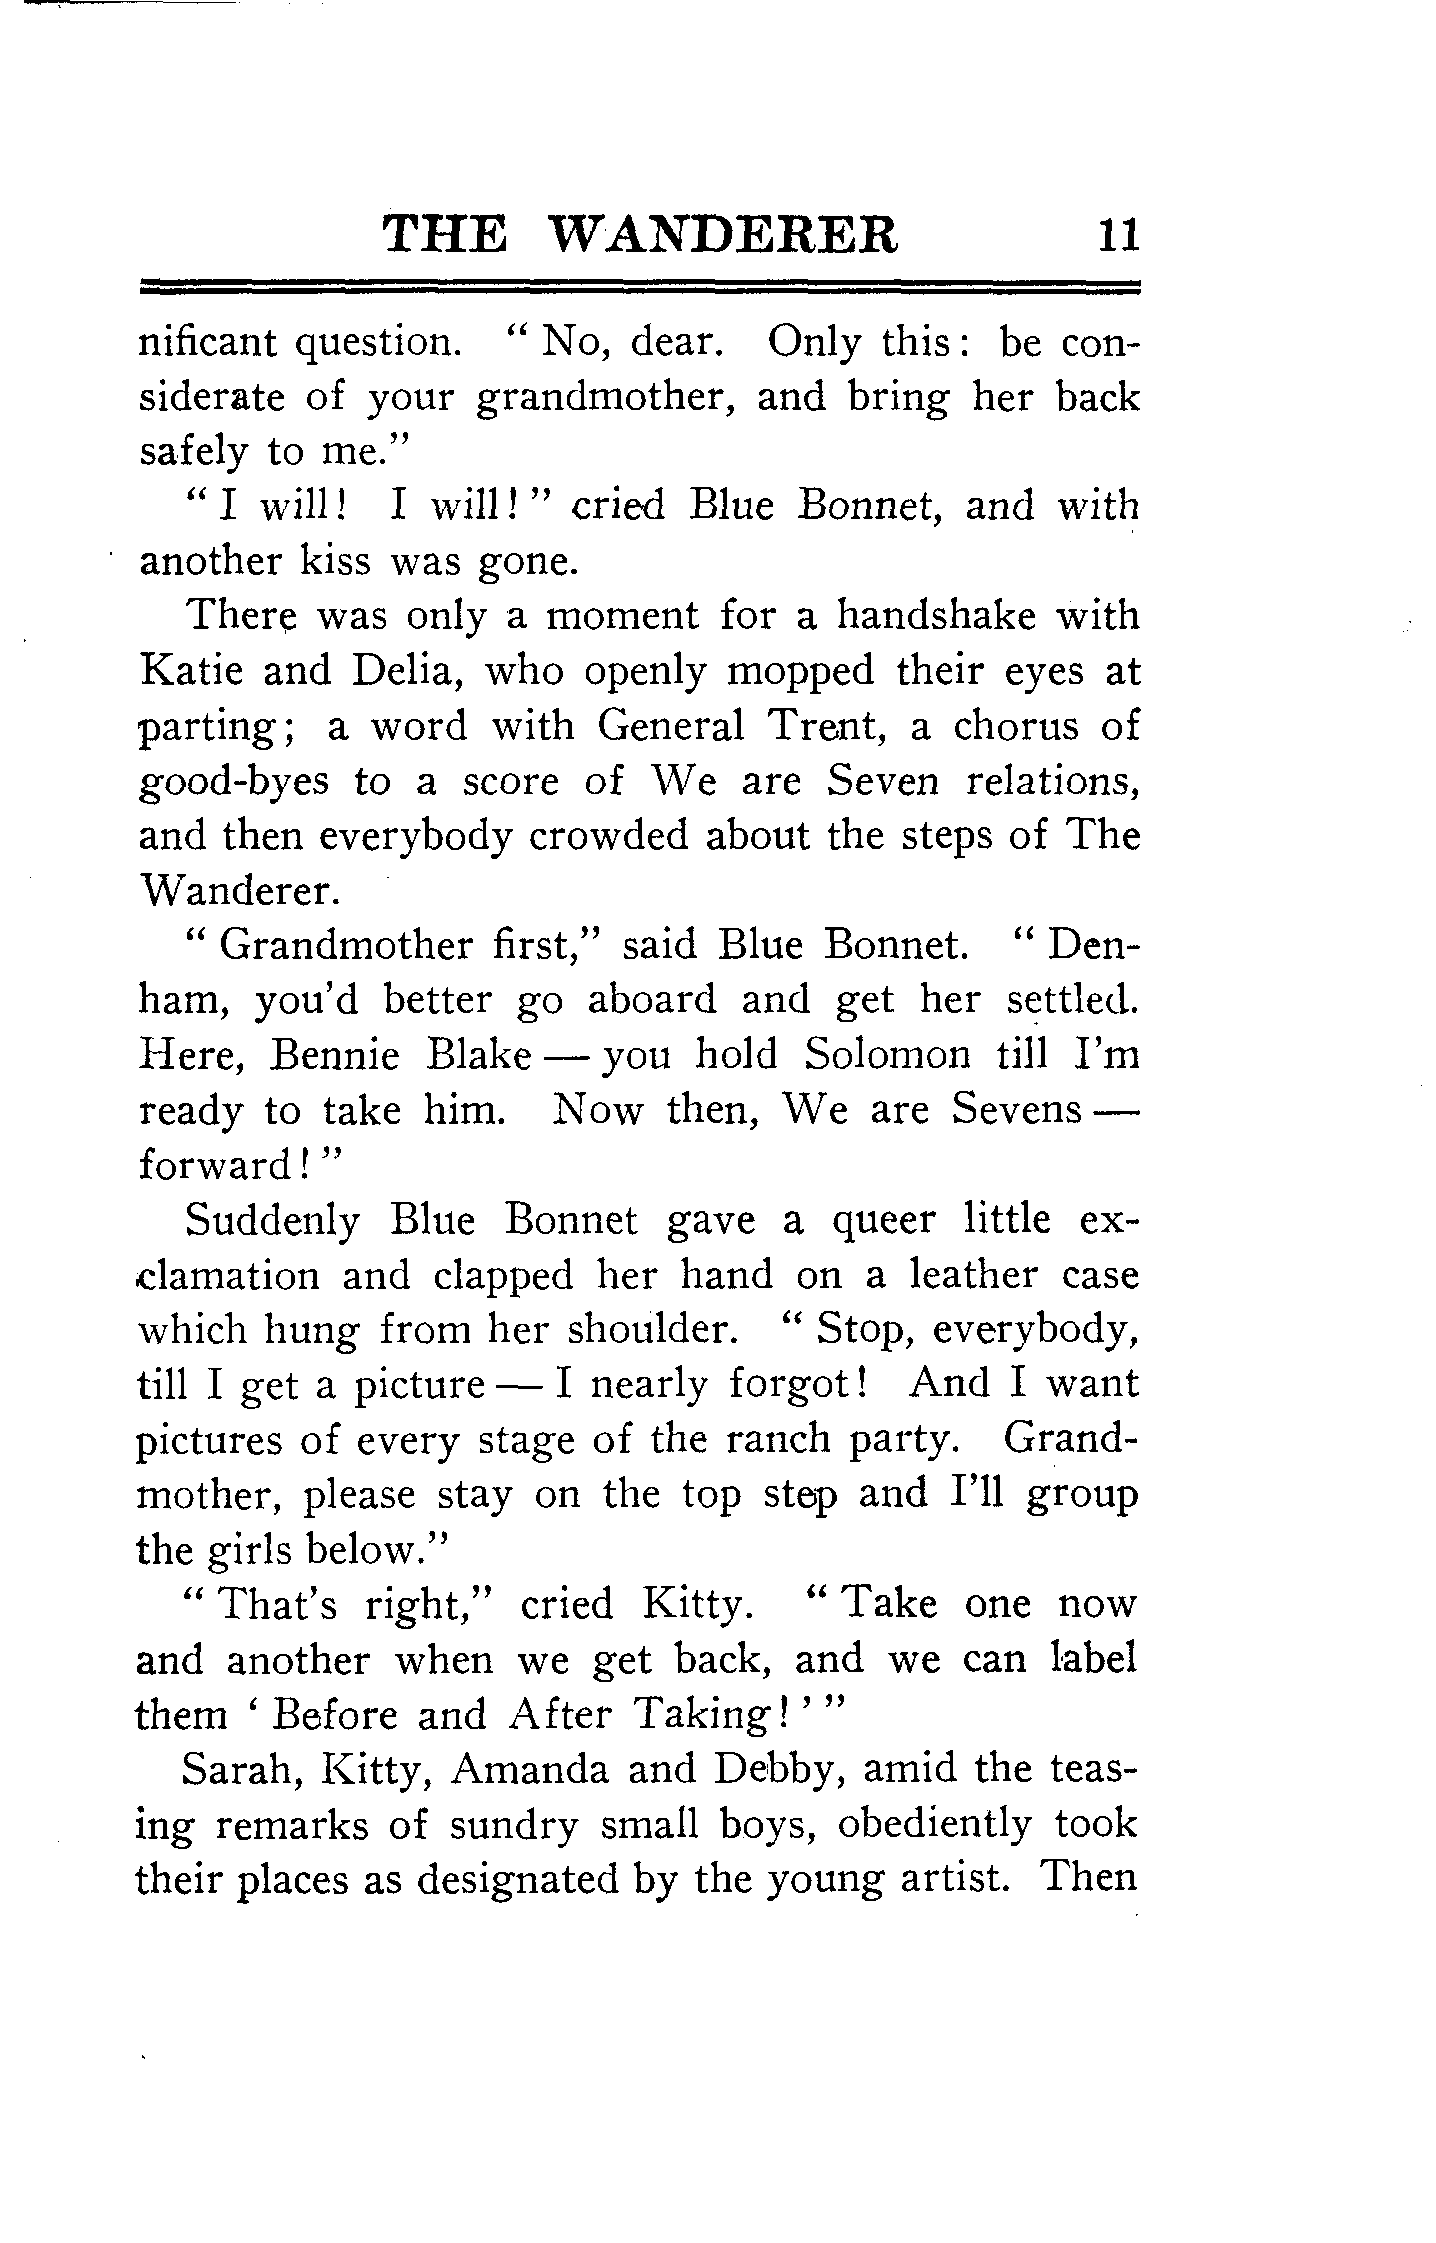 THE WANDERER 11
nificant question. " No, dear. Only this : be con-
siderate of your grandmother, and bring her back
safely to me."
" I will! I will! " cried Blue Bonnet, and with
another kiss was gone.
There was only a moment for a handshake with
Katie and Delia, who openly mopped their eyes at
parting; a word with General Trent, a chorus of
good-byes to a score of We are Seven relations,
and then everybody crowded about the steps of The
Wanderer.
" Grandmother first," said Blue Bonnet. " Den-
ham, you'd better go aboard and get her settled.
Here, Bennie Blake — you hold Solomon till I'm
ready to take him. Now then, We are Sevens —
forward! "
Suddenly Blue Bonnet gave a queer little ex-
clamation and clapped her hand on a leather case
which hung from her shoulder. " Stop, everybody,
till I get a picture — I nearly forgot! And I want
pictures of every stage of the ranch party. Grand-
mother, please stay on the top step and I'll group
the girls below."
" That's right," cried Kitty. " Take one now
and another when we get back, and we can label
them ' Before and After Taking! ' "
Sarah, Kitty, Amanda and Debby, amid the teas-
ing remarks of sundry small boys, obediently took
their places as designated by the young artist. Then